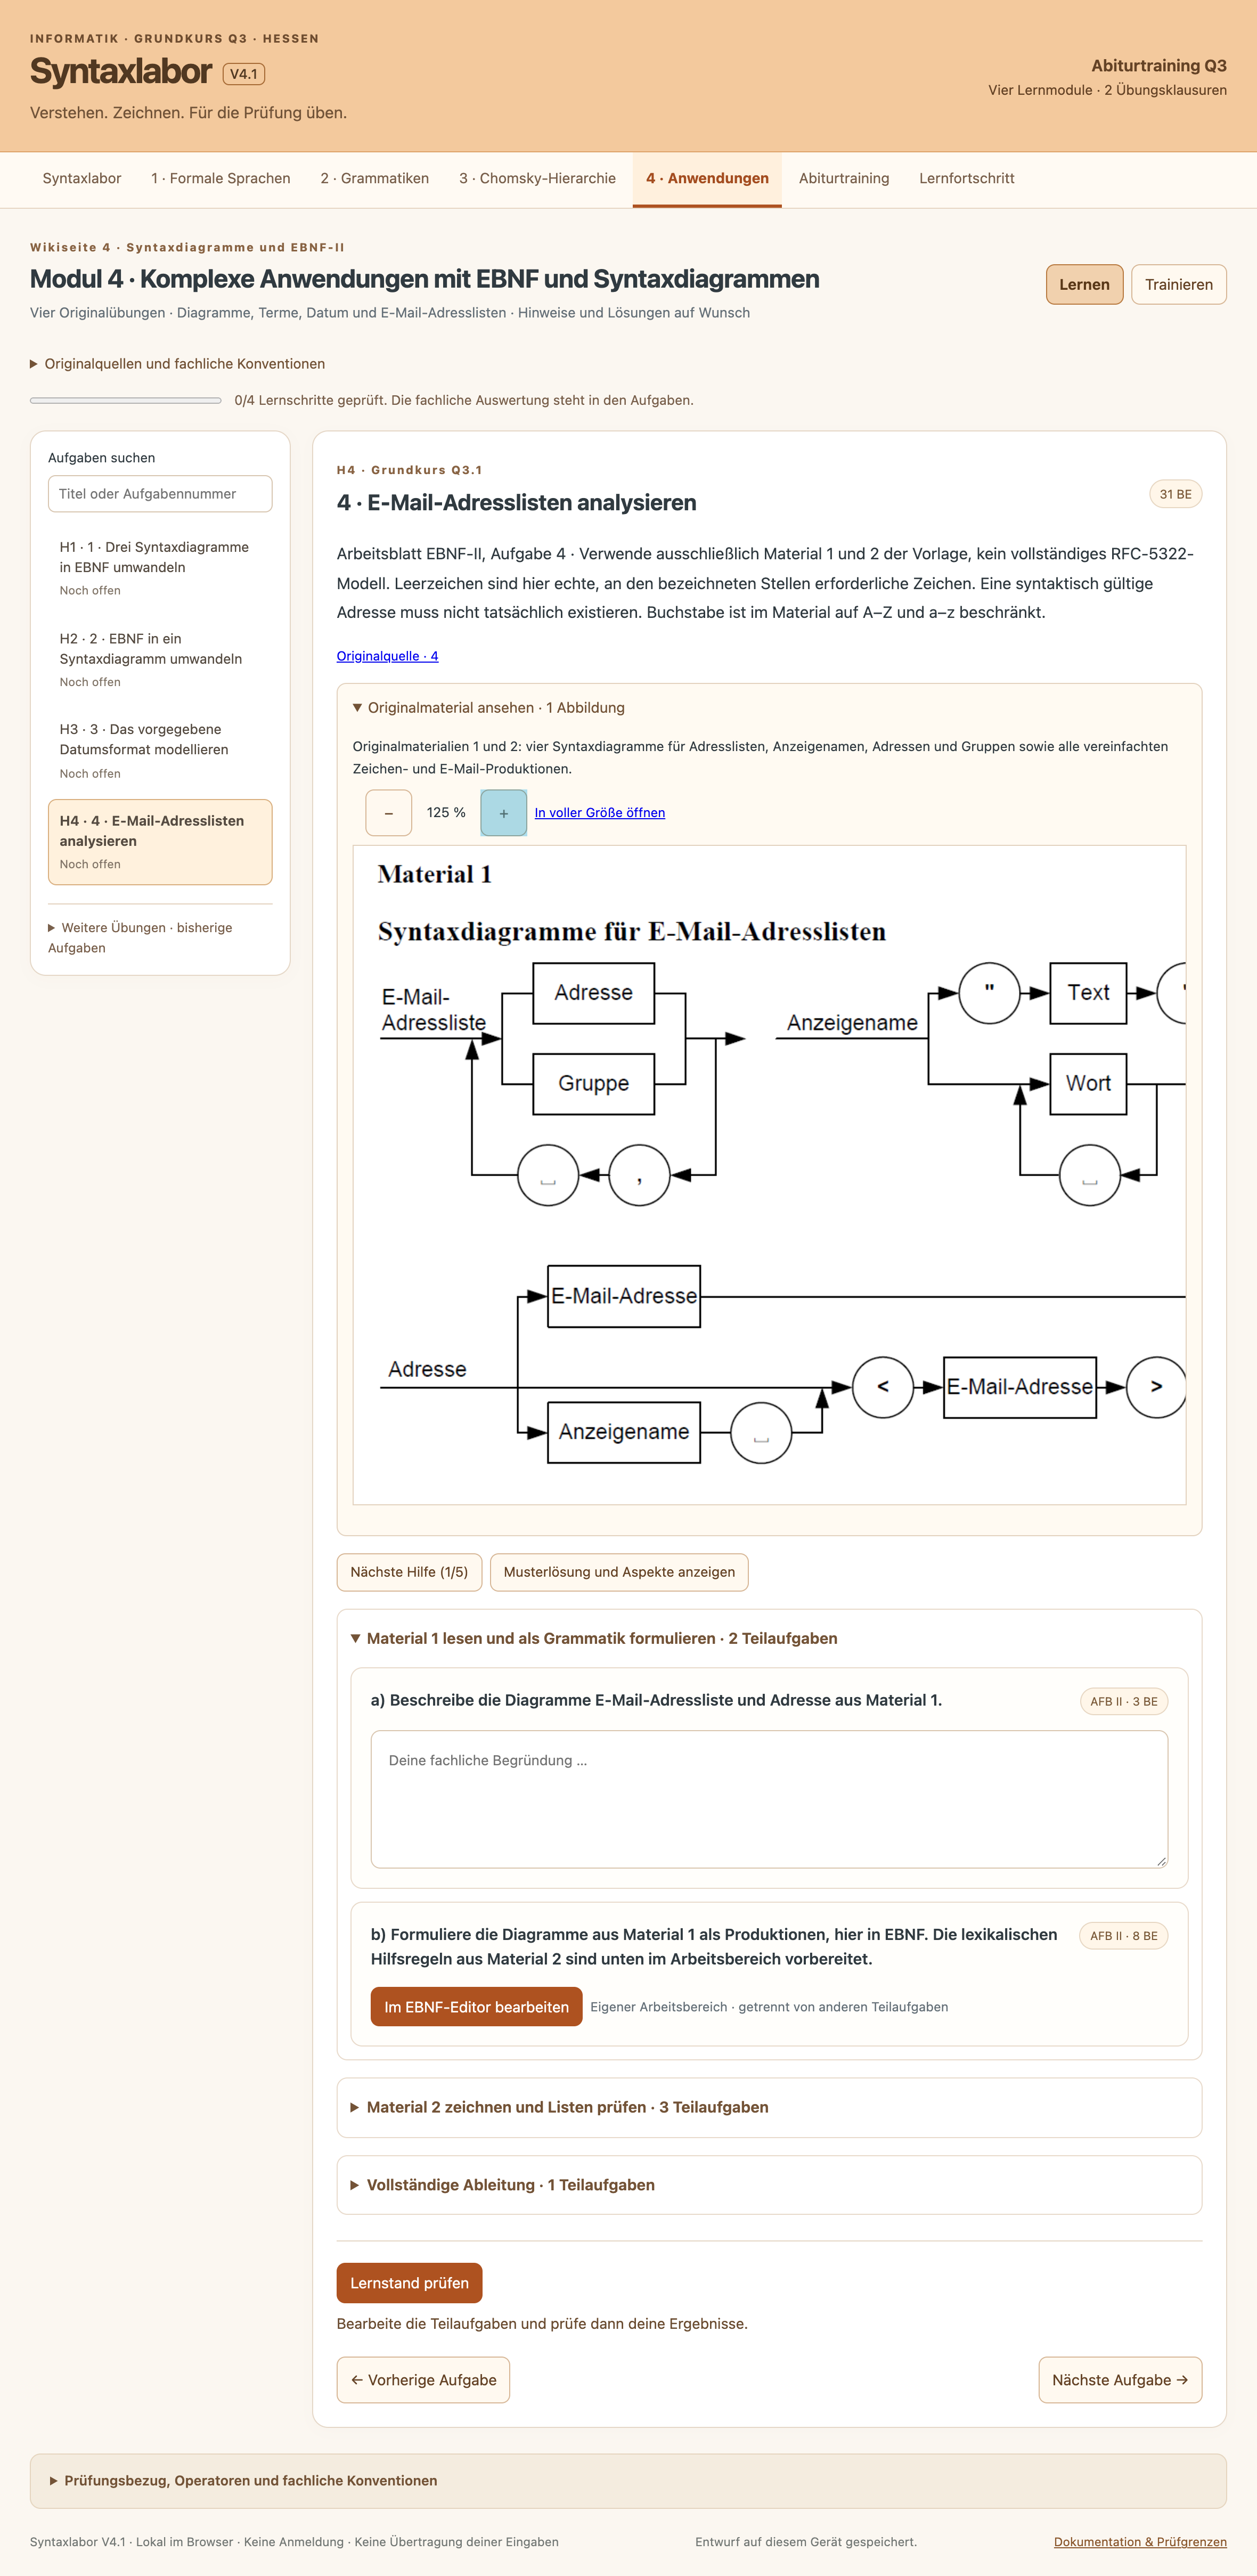 INFORMATIK · GRUNDKURS Q3 · HESSEN
Syntaxlabor V4.1
Verstehen. Zeichnen. Für die Prüfung üben.
Abiturtraining Q3
Vier Lernmodule · 2 Übungsklausuren
Syntaxlabor
1 · Formale Sprachen
2 · Grammatiken
3 · Chomsky-Hierarchie
4 · Anwendungen
Abiturtraining
Lernfortschritt
Wikiseite 4 · Syntaxdiagramme und EBNF-II
Modul 4 · Komplexe Anwendungen mit EBNF und Syntaxdiagrammen
Vier Originalübungen · Diagramme, Terme, Datum und E-Mail-Adresslisten · Hinweise und Lösungen auf Wunsch
Lernen
Trainieren
▶ Originalquellen und fachliche Konventionen
0/4 Lernschritte geprüft. Die fachliche Auswertung steht in den Aufgaben.
Aufgaben suchen
Titel oder Aufgabennummer
H1 · 1 · Drei Syntaxdiagramme
in EBNF umwandeln
Noch offen
H2 · 2 · EBNF in ein
Syntaxdiagramm umwandeln
Noch offen
H3 · 3 · Das vorgegebene
Datumsformat modellieren
Noch offen
H4 · 4 · E-Mail-Adresslisten
analysieren
Noch offen
▶ Weitere Übungen · bisherige
Aufgaben
H4 · Grundkurs Q3.1
4 · E-Mail-Adresslisten analysieren
31 BE
Arbeitsblatt EBNF-II, Aufgabe 4 · Verwende ausschließlich Material 1 und 2 der Vorlage, kein vollständiges RFC-5322-
Modell. Leerzeichen sind hier echte, an den bezeichneten Stellen erforderliche Zeichen. Eine syntaktisch gültige
Adresse muss nicht tatsächlich existieren. Buchstabe ist im Material auf A–Z und a–z beschränkt.
Originalquelle · 4
▼ Originalmaterial ansehen · 1 Abbildung
Originalmaterialien 1 und 2: vier Syntaxdiagramme für Adresslisten, Anzeigenamen, Adressen und Gruppen sowie alle vereinfachten
Zeichen- und E-Mail-Produktionen.
− 125 % + In voller Größe öffnen
Material 1
Syntaxdiagramme für E-Mail-Adresslisten
E-Mail-
Adressliste
Adresse
Gruppe
␣ ,
Anzeigename
" Text "
Wort
␣
E-Mail-Adresse
Adresse
< E-Mail-Adresse >
Anzeigename ␣
Nächste Hilfe (1/5)
Musterlösung und Aspekte anzeigen
▼ Material 1 lesen und als Grammatik formulieren · 2 Teilaufgaben
a) Beschreibe die Diagramme E-Mail-Adressliste und Adresse aus Material 1.
AFB II · 3 BE
Deine fachliche Begründung …
b) Formuliere die Diagramme aus Material 1 als Produktionen, hier in EBNF. Die lexikalischen
Hilfsregeln aus Material 2 sind unten im Arbeitsbereich vorbereitet.
AFB II · 8 BE
Im EBNF-Editor bearbeiten
Eigener Arbeitsbereich · getrennt von anderen Teilaufgaben
▶ Material 2 zeichnen und Listen prüfen · 3 Teilaufgaben
▶ Vollständige Ableitung · 1 Teilaufgaben
Lernstand prüfen
Bearbeite die Teilaufgaben und prüfe dann deine Ergebnisse.
← Vorherige Aufgabe
Nächste Aufgabe →
▶ Prüfungsbezug, Operatoren und fachliche Konventionen
Syntaxlabor V4.1 · Lokal im Browser · Keine Anmeldung · Keine Übertragung deiner Eingaben
Entwurf auf diesem Gerät gespeichert.
Dokumentation & Prüfgrenzen